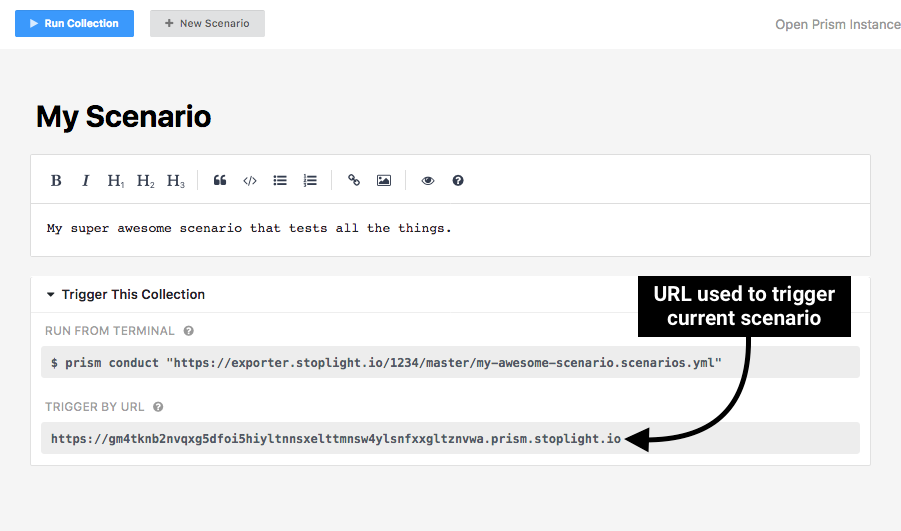 Run Collection
New Scenario
Open Prism Instance
My Scenario
B I H1 H2 H3
My super awesome scenario that tests all the things.
Trigger This Collection
URL used to trigger
current scenario
RUN FROM TERMINAL
$ prism conduct "https://exporter.stoplight.io/1234/master/my-awesome-scenario.scenarios.yml"
TRIGGER BY URL
https://gm4tknb2nvqxg5dfoi5hiyltnnsxelttmnsw4ylsnfxxgltznvwa.prism.stoplight.io